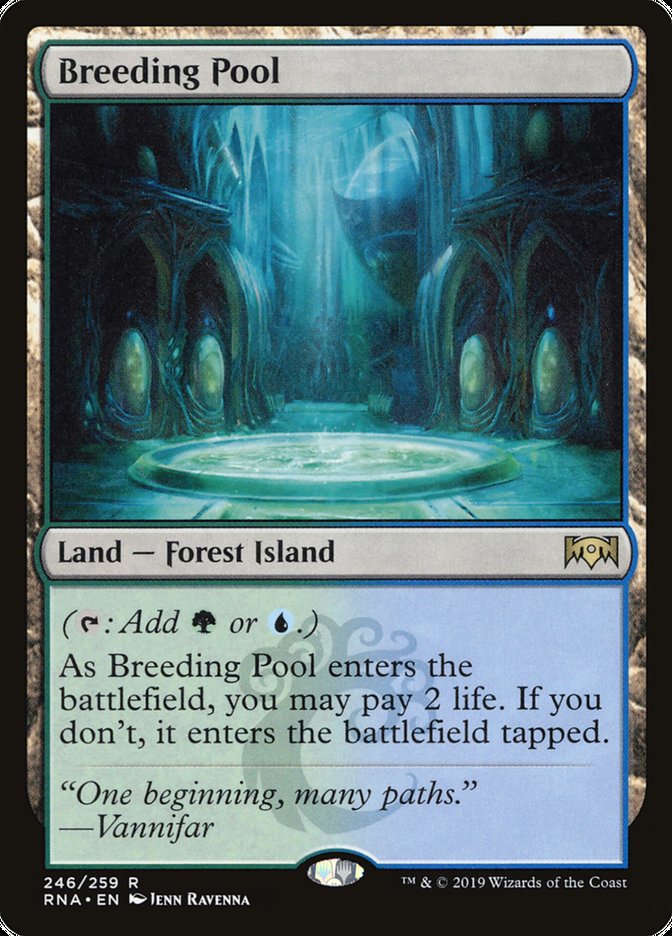 Breeding Pool
Land — Forest Island
(: Add or .)
As Breeding Pool enters the
battlefield, you may pay 2 life. If you
don't, it enters the battlefield tapped.
“One beginning, many paths.”
—Vannifar
246/259 R
RNA • EN Jenn Ravenna
™ & © 2019 Wizards of the Coast